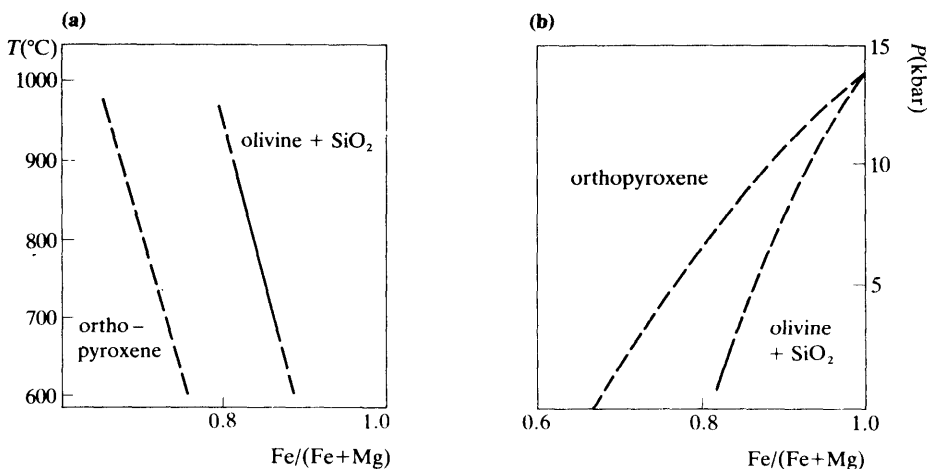 (a)
T(°C)
1000
900
800
700
600
olivine + SiO₂
ortho –
pyroxene
0.8
1.0
Fe/(Fe+Mg)
(b)
15
P(kbar)
10
5
orthopyroxene
olivine
+ SiO₂
0.6
0.8
1.0
Fe/(Fe+Mg)